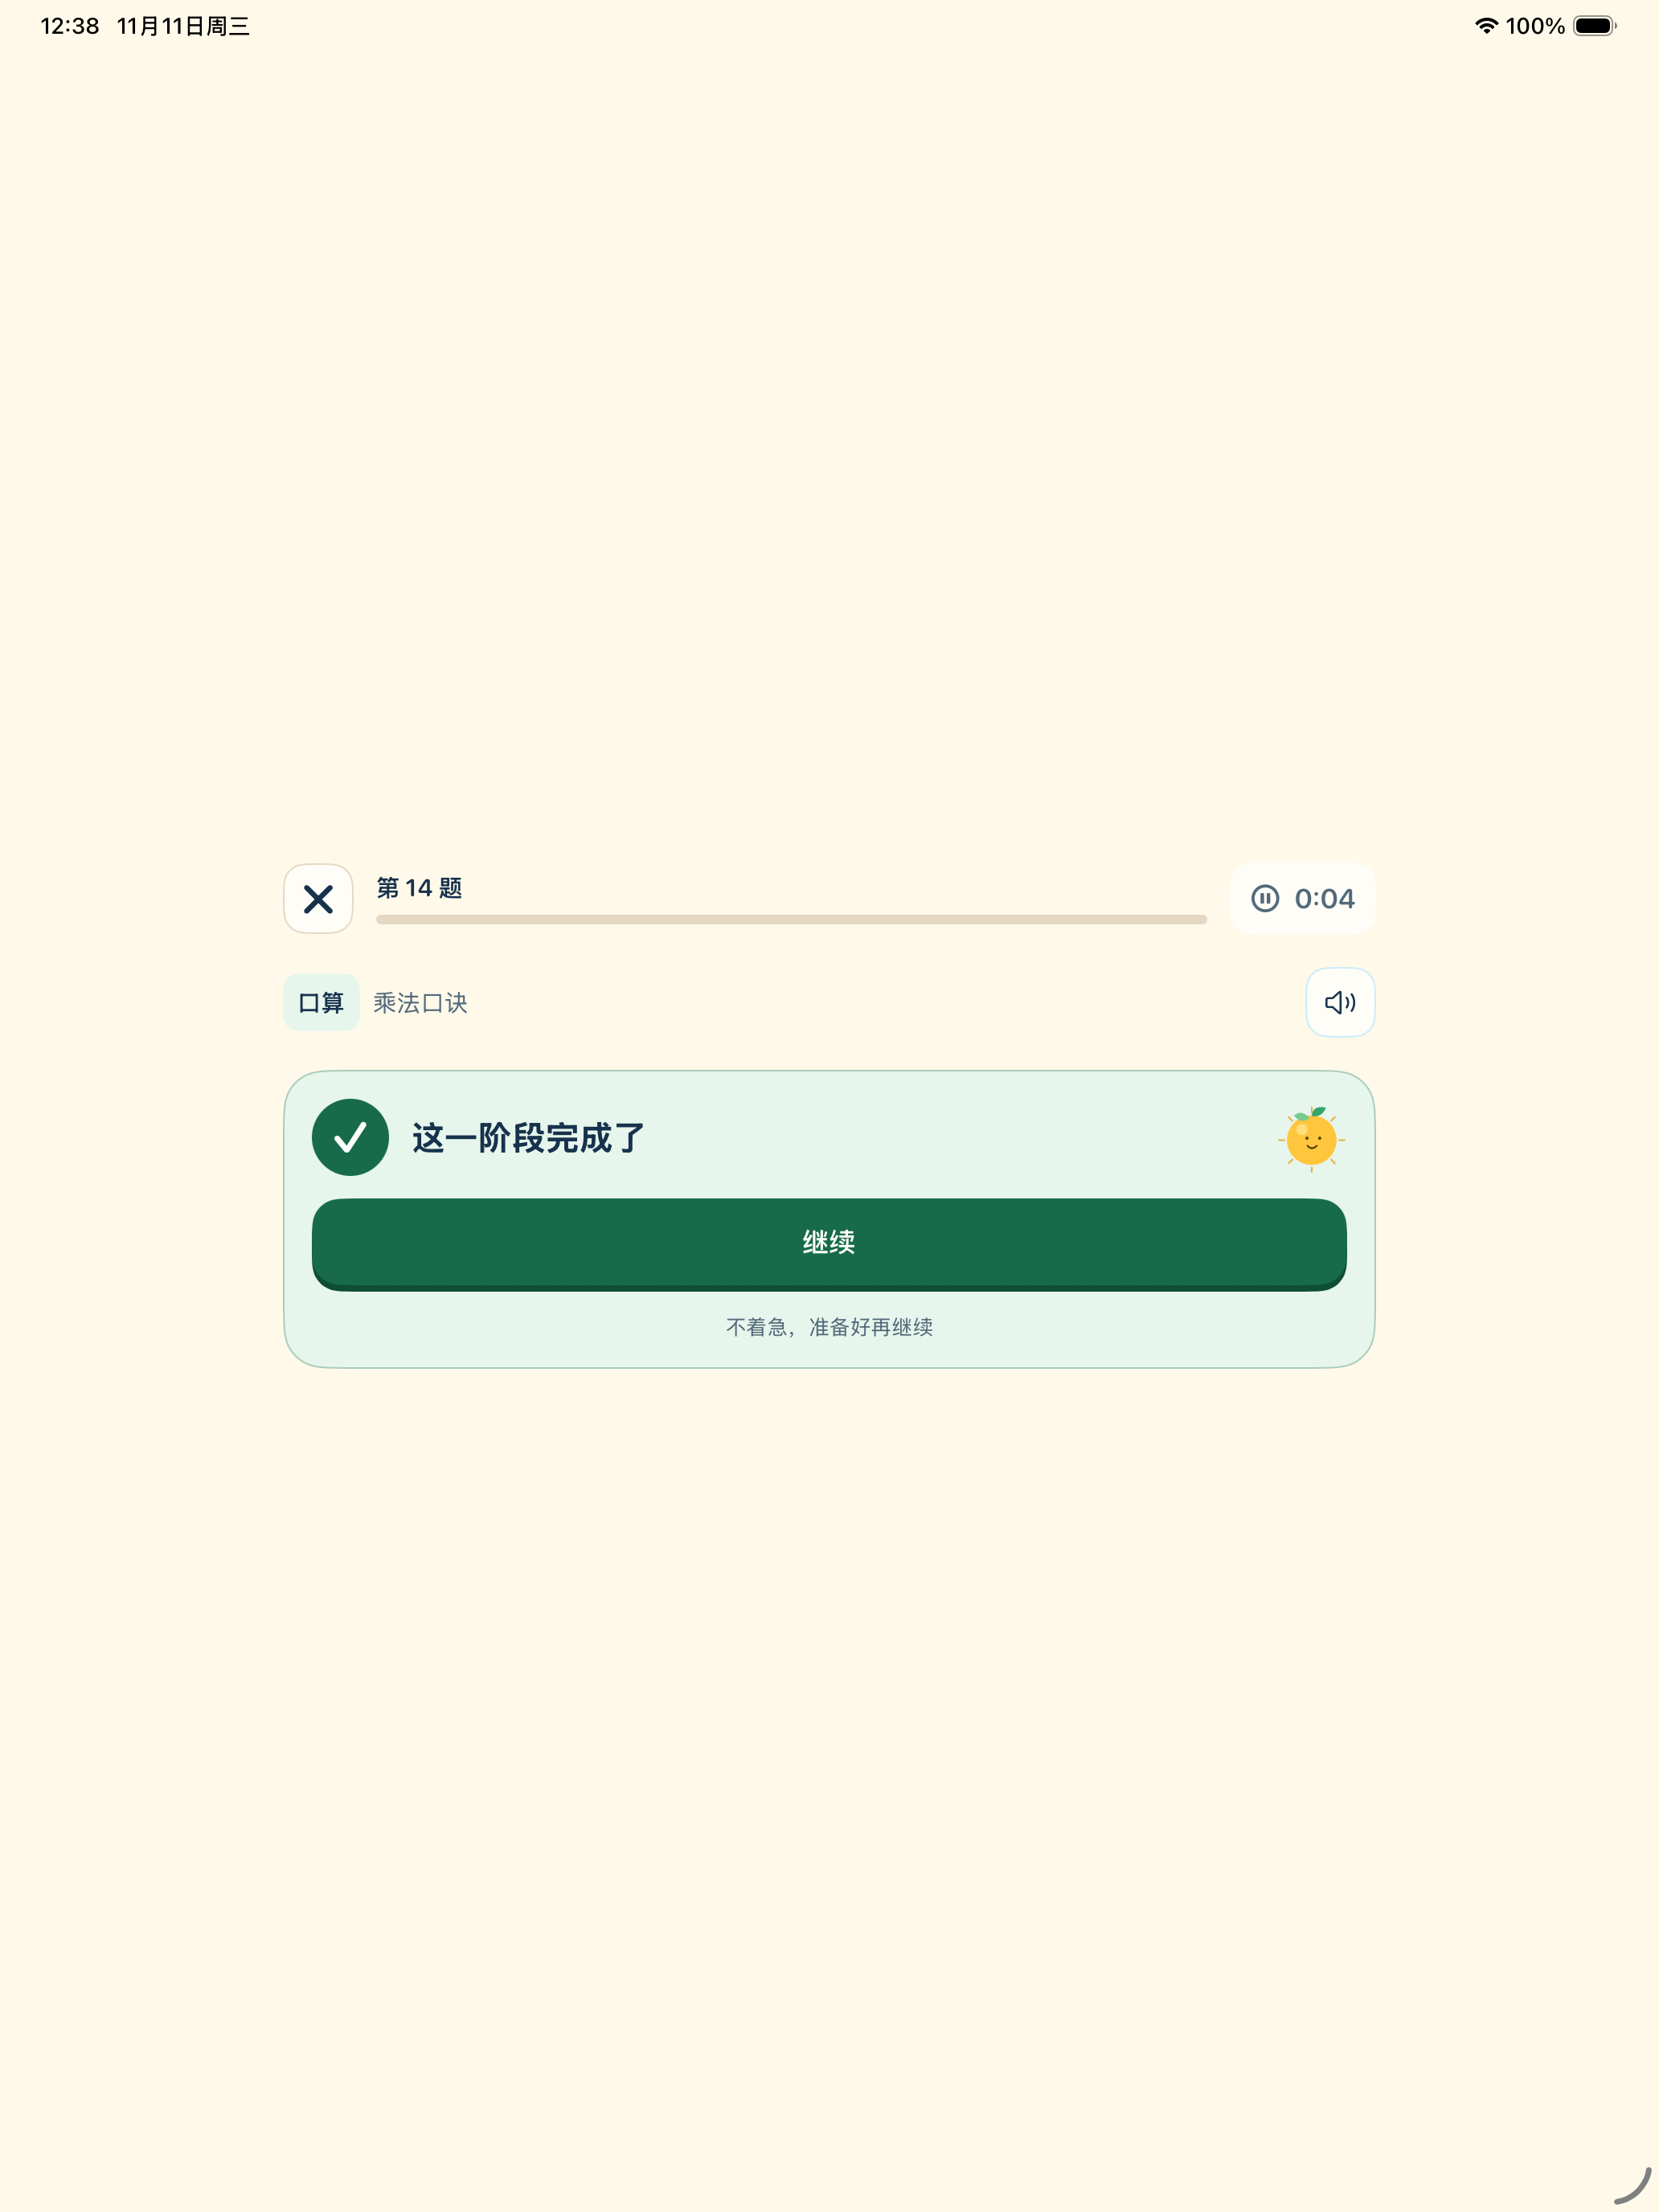 12:38 11月11日周三
100%
第 14 题
0:04
口算 乘法口诀
这一阶段完成了
继续
不着急，准备好再继续